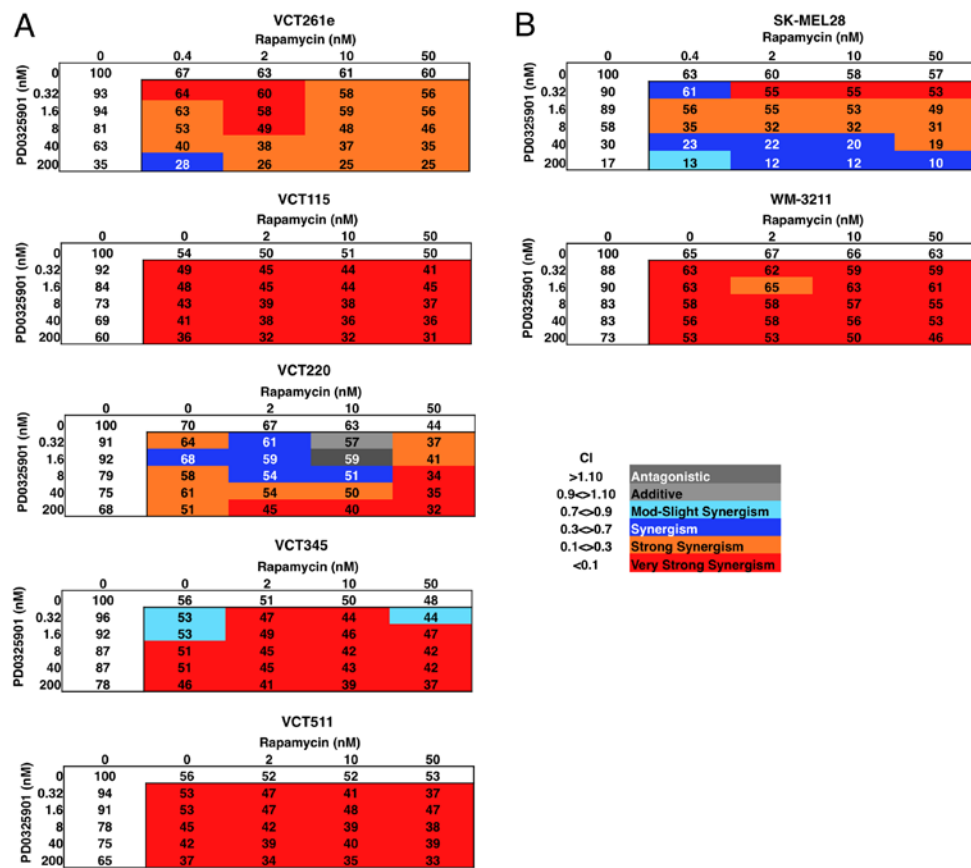 A
VCT261e
Rapamycin (nM)
0 0.4 2 10 50
PD0325901 (nM)
0 100 67 63 61 60
0.32 93 64 60 58 56
1.6 94 63 58 59 56
8 81 53 49 48 46
40 63 40 38 37 35
200 35 28 26 25 25
VCT115
Rapamycin (nM)
0 0 2 10 50
PD0325901 (nM)
0 100 54 50 51 50
0.32 92 49 45 44 41
1.6 84 48 45 44 45
8 73 43 39 38 37
40 69 41 38 36 36
200 60 36 32 32 31
VCT220
Rapamycin (nM)
0 0 2 10 50
PD0325901 (nM)
0 100 70 67 63 44
0.32 91 64 61 57 37
1.6 92 68 59 59 41
8 79 58 54 51 34
40 75 61 54 50 35
200 68 51 45 40 32
VCT345
Rapamycin (nM)
0 0 2 10 50
PD0325901 (nM)
0 100 56 51 50 48
0.32 96 53 47 44 44
1.6 92 53 49 46 47
8 87 51 45 42 42
40 87 51 45 43 42
200 78 46 41 39 37
VCT511
Rapamycin (nM)
0 0 2 10 50
PD0325901 (nM)
0 100 56 52 52 53
0.32 94 53 47 41 37
1.6 91 53 47 48 47
8 78 45 42 39 38
40 75 42 39 40 39
200 65 37 34 35 33
B
SK-MEL28
Rapamycin (nM)
0 0.4 2 10 50
PD0325901 (nM)
0 100 63 60 58 57
0.32 90 61 55 55 53
1.6 89 56 55 53 49
8 58 35 32 32 31
40 30 23 22 20 19
200 17 13 12 12 10
WM-3211
Rapamycin (nM)
0 0 2 10 50
PD0325901 (nM)
0 100 65 67 66 63
0.32 88 63 62 59 59
1.6 90 63 65 63 61
8 83 58 58 57 55
40 83 56 58 56 53
200 73 53 53 50 46
CI
>1.10 Antagonistic
0.9<>1.10 Additive
0.7<>0.9 Mod-Slight Synergism
0.3<>0.7 Synergism
0.1<>0.3 Strong Synergism
<0.1 Very Strong Synergism